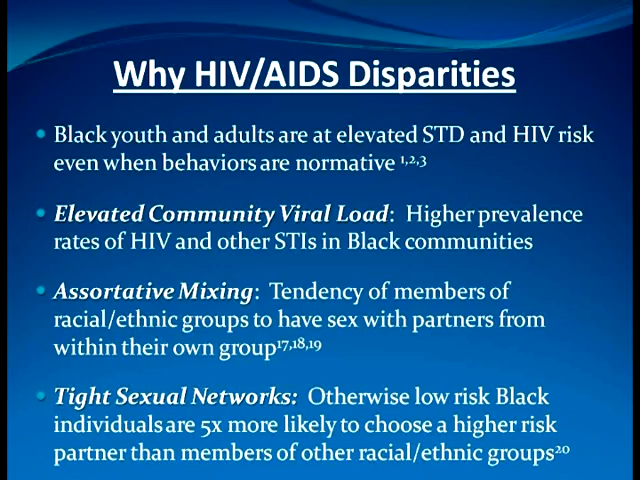 Why HIV/AIDS Disparities
• Black youth and adults are at elevated STD and HIV risk
even when behaviors are normative 1,2,3
• Elevated Community Viral Load: Higher prevalence
rates of HIV and other STIs in Black communities
• Assortative Mixing: Tendency of members of
racial/ethnic groups to have sex with partners from
within their own group17,18,19
• Tight Sexual Networks: Otherwise low risk Black
individuals are 5x more likely to choose a higher risk
partner than members of other racial/ethnic groups20